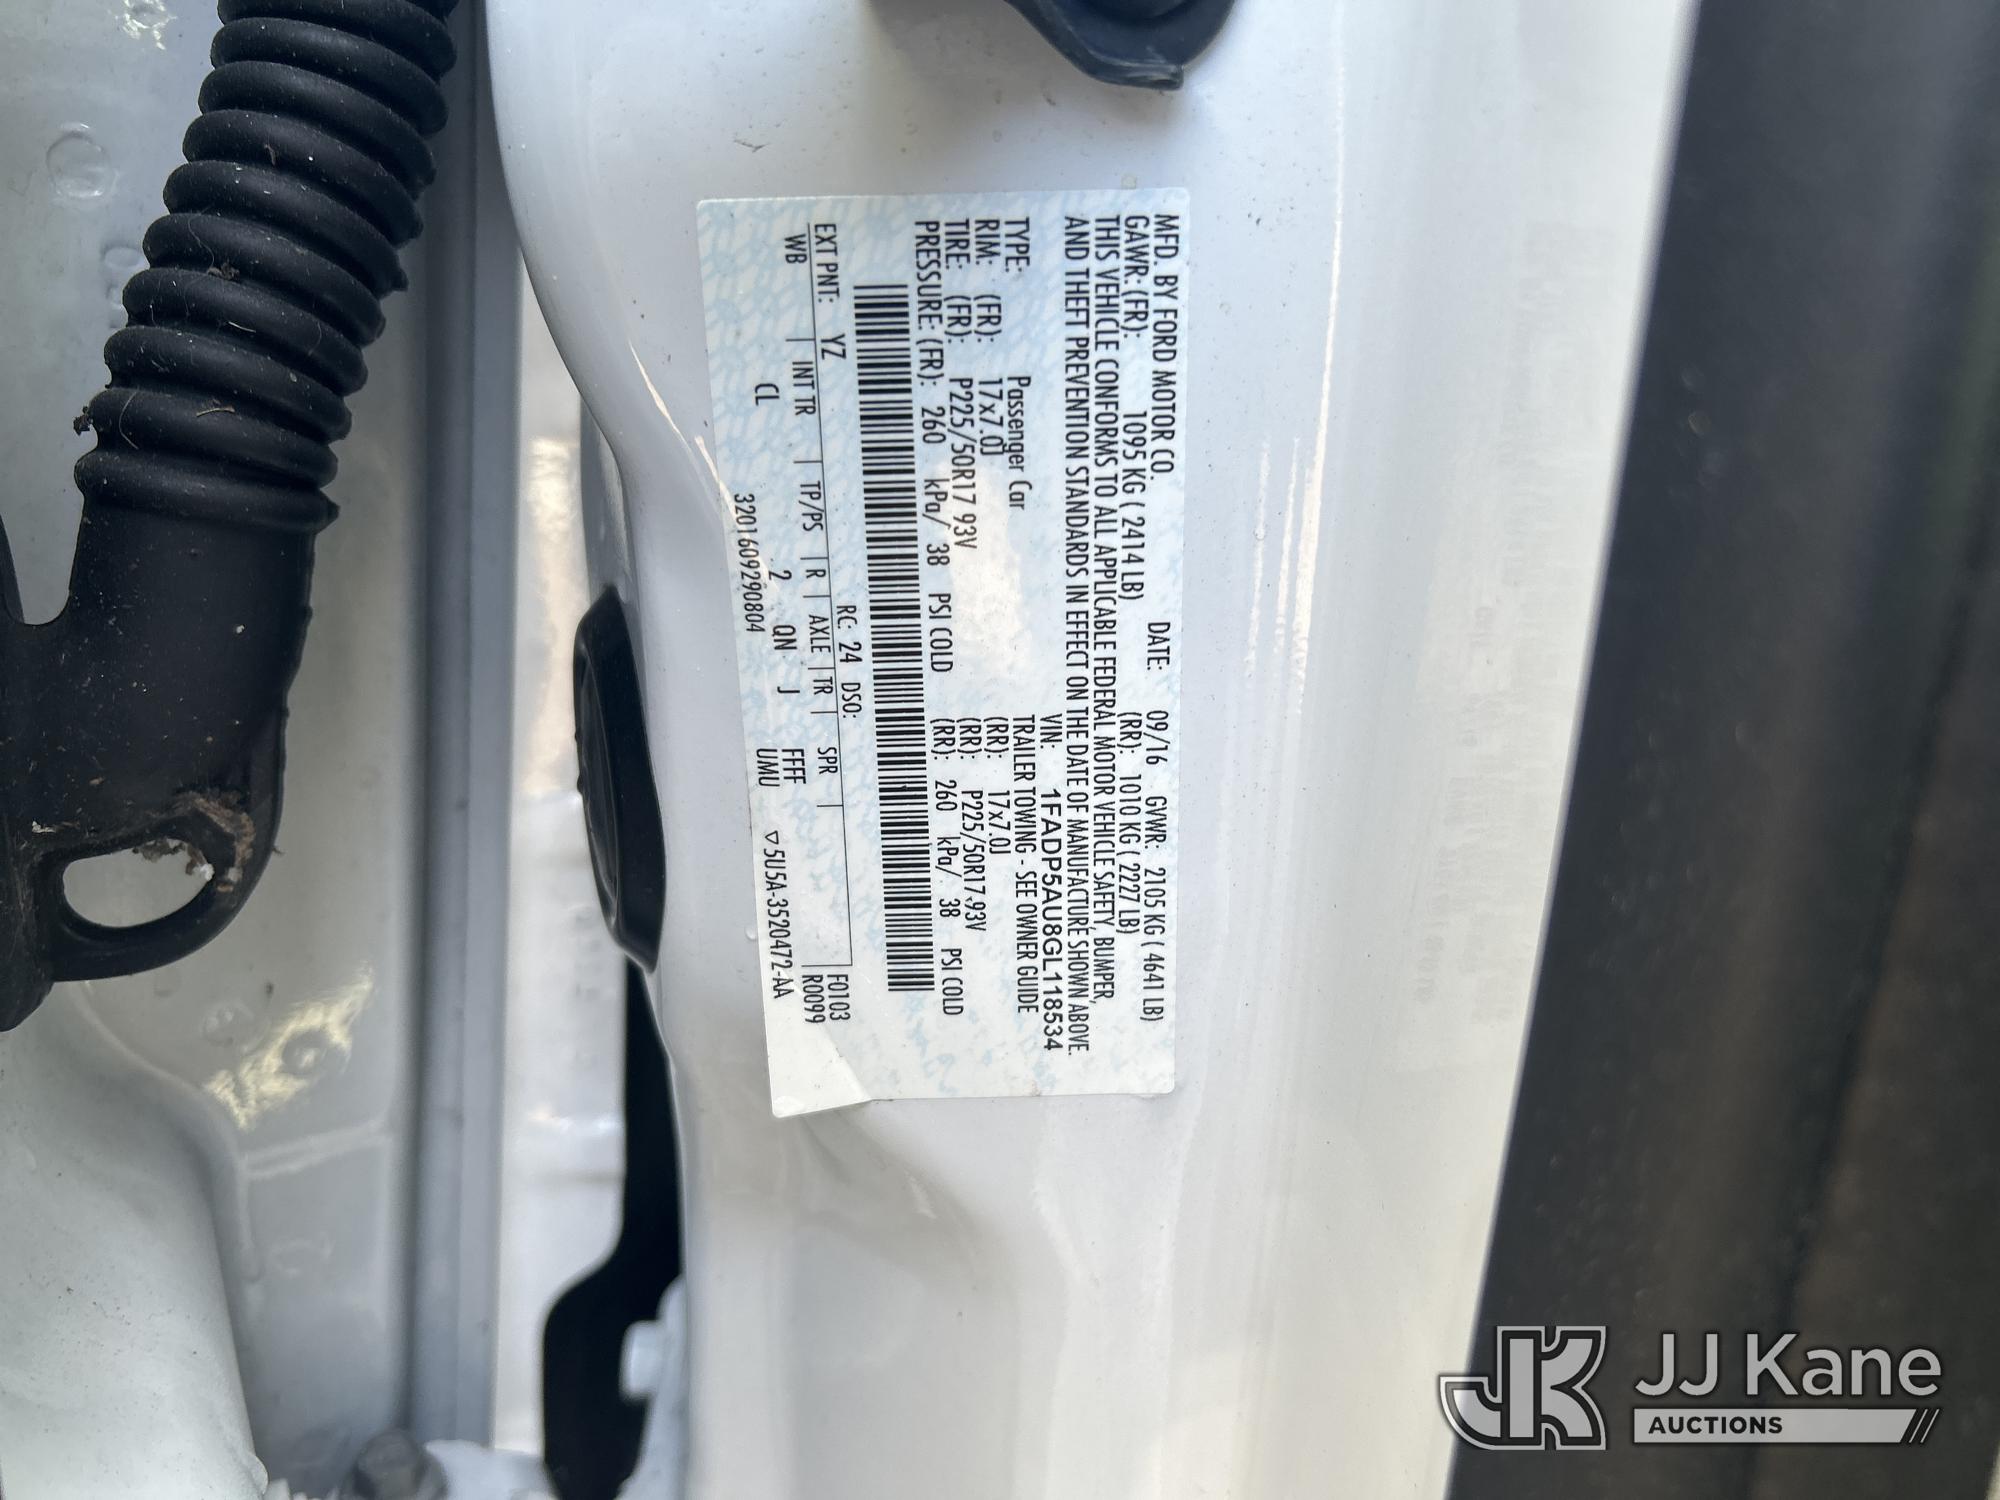 MFD. BY FORD MOTOR CO.
DATE: 09/16 GVWR: 2105 KG ( 4641 LB)
GAWR: (FR): 1095 KG ( 2414 LB) (RR): 1010 KG ( 2227 LB)
THIS VEHICLE CONFORMS TO ALL APPLICABLE FEDERAL MOTOR VEHICLE SAFETY, BUMPER,
AND THEFT PREVENTION STANDARDS IN EFFECT ON THE DATE OF MANUFACTURE SHOWN ABOVE.
VIN: 1FADP5AU8GL118534
TYPE: Passenger Car TRAILER TOWING - SEE OWNER GUIDE
RIM: (FR): 17x7.0J (RR): 17x7.0J
TIRE: (FR): P225/50R17 93V (RR): P225/50R17 93V
PRESSURE: (FR): 260 kPa/ 38 PSI COLD (RR): 260 kPa/ 38 PSI COLD
RC: 24 DSO: F0103
EXT PNT: YZ R0099
WB | INT TR | TP/PS | R | AXLE | TR | SPR |
CL 2 QN J FFFF
UMU ▽5U5A-3520472-AA
320160929080​4
JK
JJ Kane
AUCTIONS